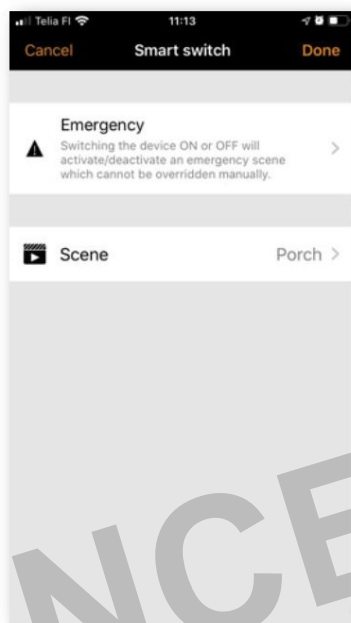 Telia FI 11:13
Cancel Smart switch Done
Emergency
Switching the device ON or OFF will
activate/deactivate an emergency scene
which cannot be overridden manually.
Scene Porch
NCE